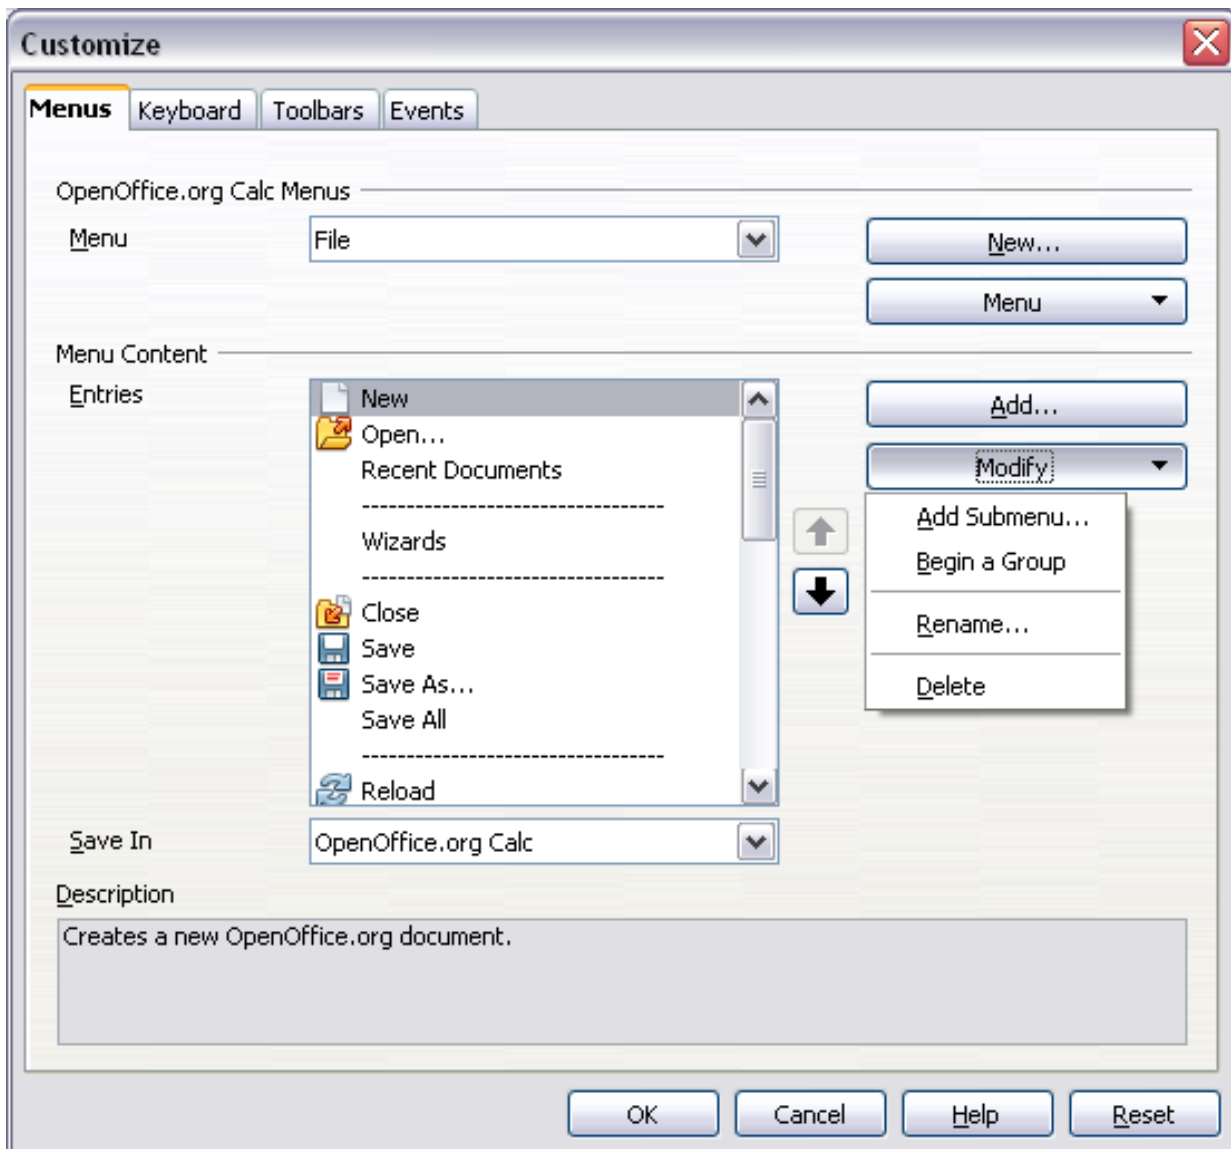 Customize
Menus Keyboard Toolbars Events
OpenOffice.org Calc Menus
Menu File New...
Menu
Menu Content
Entries New Add...
Open...
Recent Documents Modify
----------------------------------
Wizards Add Submenu...
Begin a Group
----------------------------------
Close Rename...
Save
Save As... Delete
Save All
----------------------------------
Reload
Save In OpenOffice.org Calc
Description
Creates a new OpenOffice.org document.
OK Cancel Help Reset